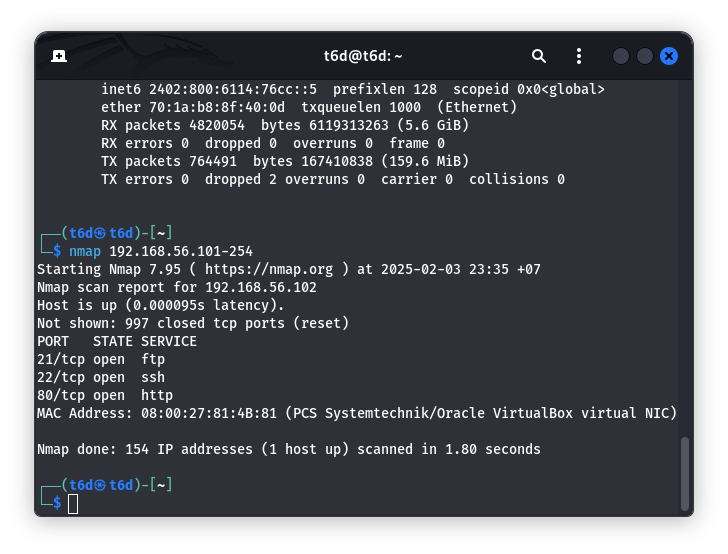 t6d@t6d: ~
inet6 2402:800:6114:76cc::5  prefixlen 128  scopeid 0x0<global>
ether 70:1a:b8:8f:40:0d  txqueuelen 1000  (Ethernet)
RX packets 4820054  bytes 6119313263 (5.6 GiB)
RX errors 0  dropped 0  overruns 0  frame 0
TX packets 764491  bytes 167410838 (159.6 MiB)
TX errors 0  dropped 2 overruns 0  carrier 0  collisions 0
┌──(t6d㉿t6d)-[~]
└─$ nmap 192.168.56.101-254
Starting Nmap 7.95 ( https://nmap.org ) at 2025-02-03 23:35 +07
Nmap scan report for 192.168.56.102
Host is up (0.000095s latency).
Not shown: 997 closed tcp ports (reset)
PORT   STATE SERVICE
21/tcp open  ftp
22/tcp open  ssh
80/tcp open  http
MAC Address: 08:00:27:81:4B:81 (PCS Systemtechnik/Oracle VirtualBox virtual NIC)
Nmap done: 154 IP addresses (1 host up) scanned in 1.80 seconds
┌──(t6d㉿t6d)-[~]
└─$